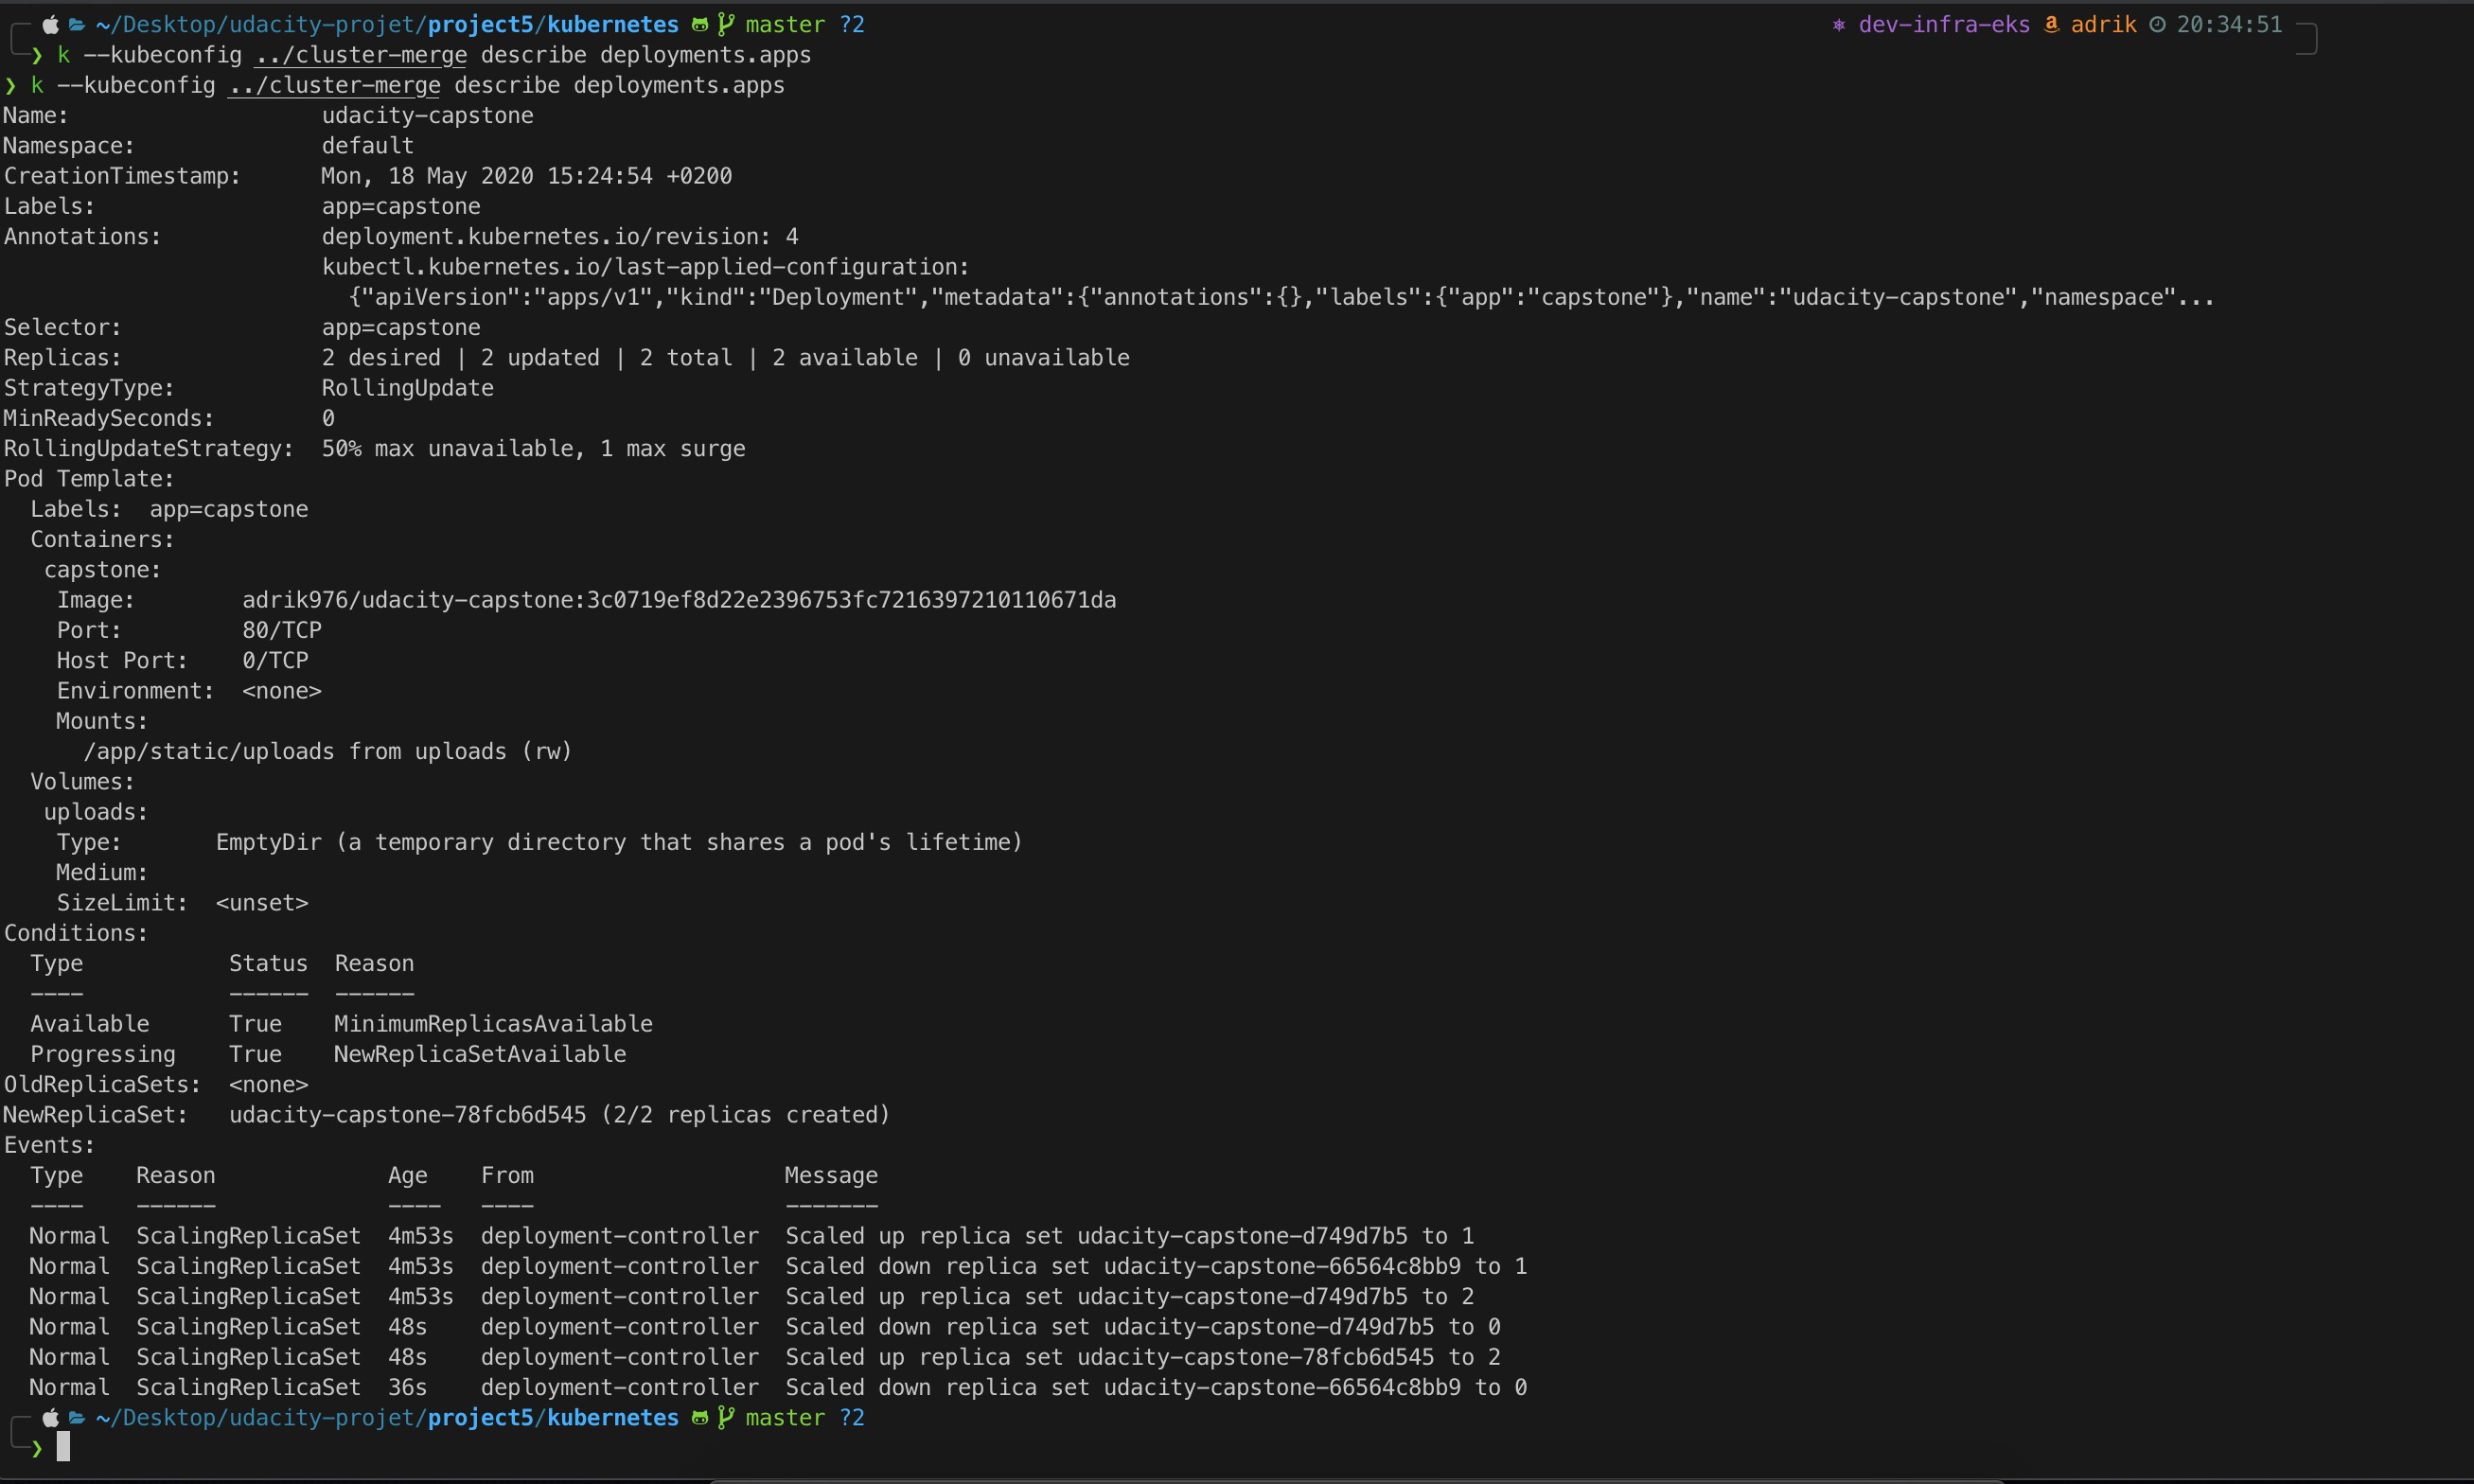 ~/Desktop/udacity-projet/project5/kubernetes master ?2 dev-infra-eks adrik 20:34:51
❯ k --kubeconfig ../cluster-merge describe deployments.apps
❯ k --kubeconfig ../cluster-merge describe deployments.apps
Name: udacity-capstone
Namespace: default
CreationTimestamp: Mon, 18 May 2020 15:24:54 +0200
Labels: app=capstone
Annotations: deployment.kubernetes.io/revision: 4
kubectl.kubernetes.io/last-applied-configuration:
{"apiVersion":"apps/v1","kind":"Deployment","metadata":{"annotations":{},"labels":{"app":"capstone"},"name":"udacity-capstone","namespace"...
Selector: app=capstone
Replicas: 2 desired | 2 updated | 2 total | 2 available | 0 unavailable
StrategyType: RollingUpdate
MinReadySeconds: 0
RollingUpdateStrategy: 50% max unavailable, 1 max surge
Pod Template:
Labels: app=capstone
Containers:
capstone:
Image: adrik976/udacity-capstone:3c0719ef8d22e2396753fc7216397210110671da
Port: 80/TCP
Host Port: 0/TCP
Environment: <none>
Mounts:
/app/static/uploads from uploads (rw)
Volumes:
uploads:
Type: EmptyDir (a temporary directory that shares a pod's lifetime)
Medium:
SizeLimit: <unset>
Conditions:
Type Status Reason
---- ------ ------
Available True MinimumReplicasAvailable
Progressing True NewReplicaSetAvailable
OldReplicaSets: <none>
NewReplicaSet: udacity-capstone-78fcb6d545 (2/2 replicas created)
Events:
Type Reason Age From Message
---- ------ ---- ---- -------
Normal ScalingReplicaSet 4m53s deployment-controller Scaled up replica set udacity-capstone-d749d7b5 to 1
Normal ScalingReplicaSet 4m53s deployment-controller Scaled down replica set udacity-capstone-66564c8bb9 to 1
Normal ScalingReplicaSet 4m53s deployment-controller Scaled up replica set udacity-capstone-d749d7b5 to 2
Normal ScalingReplicaSet 48s deployment-controller Scaled down replica set udacity-capstone-d749d7b5 to 0
Normal ScalingReplicaSet 48s deployment-controller Scaled up replica set udacity-capstone-78fcb6d545 to 2
Normal ScalingReplicaSet 36s deployment-controller Scaled down replica set udacity-capstone-66564c8bb9 to 0
~/Desktop/udacity-projet/project5/kubernetes master ?2
❯